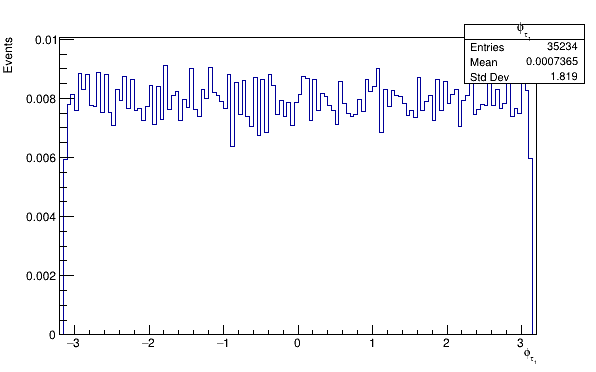 ϕτ1
Entries 35234
Mean 0.0007365
Std Dev 1.819
Events
0.01
0.008
0.006
0.004
0.002
0
−3 −2 −1 0 1 2 3
ϕτ1